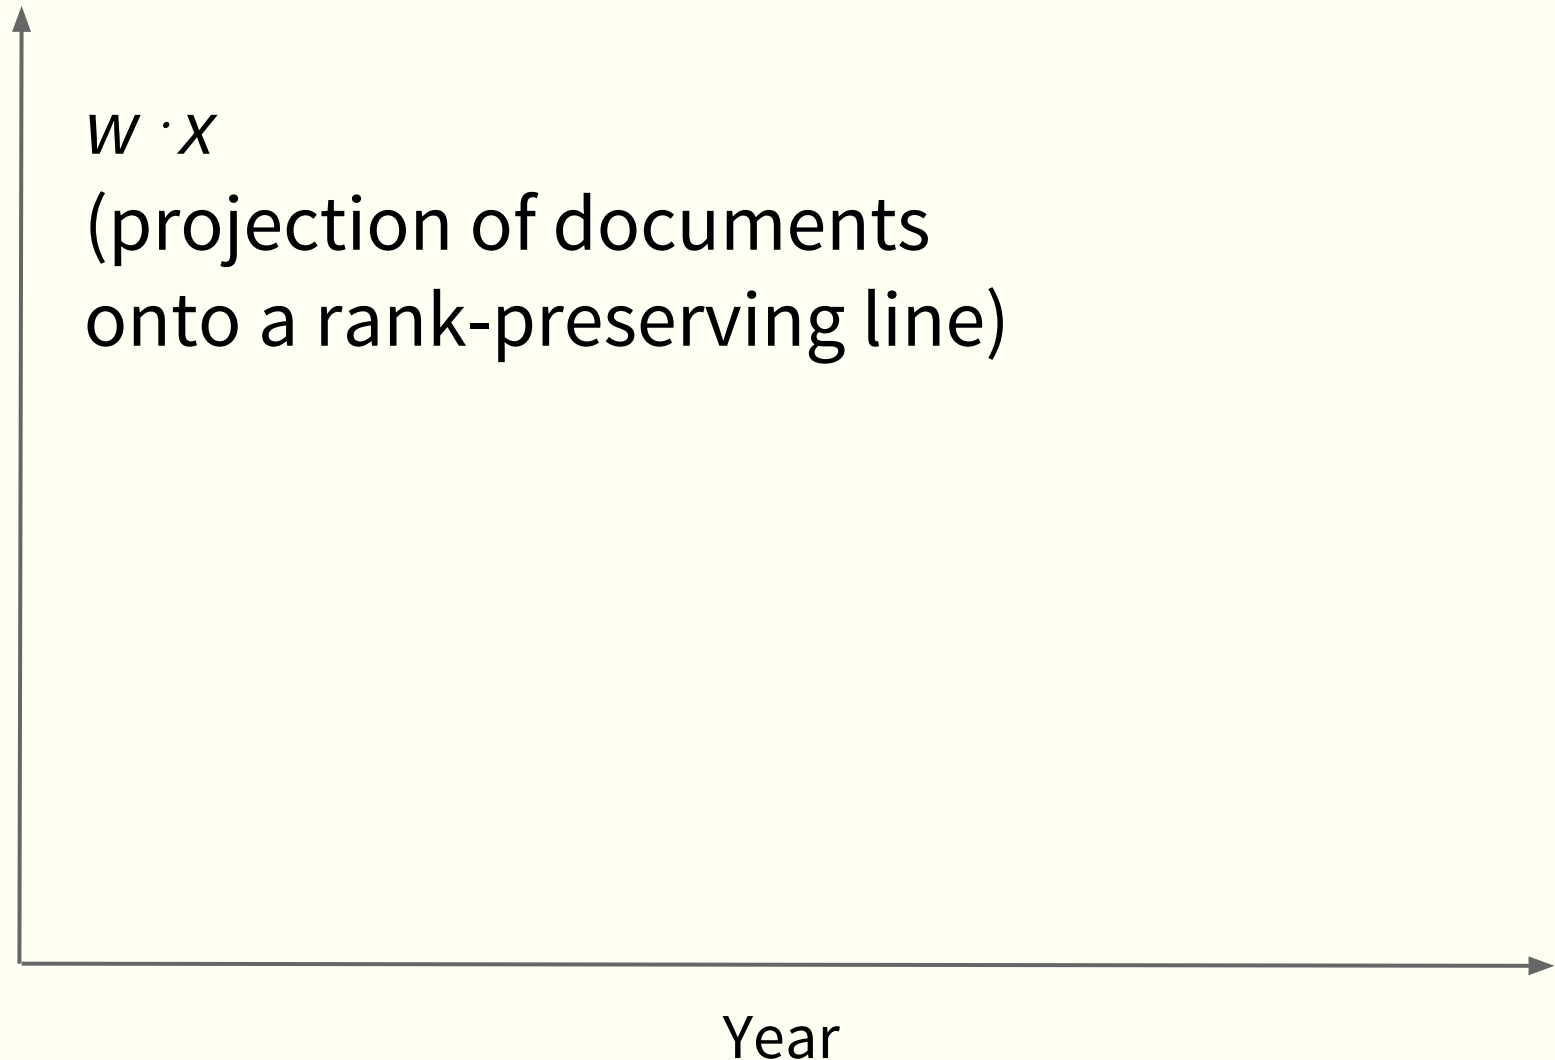 w · x
(projection of documents
onto a rank-preserving line)
Year